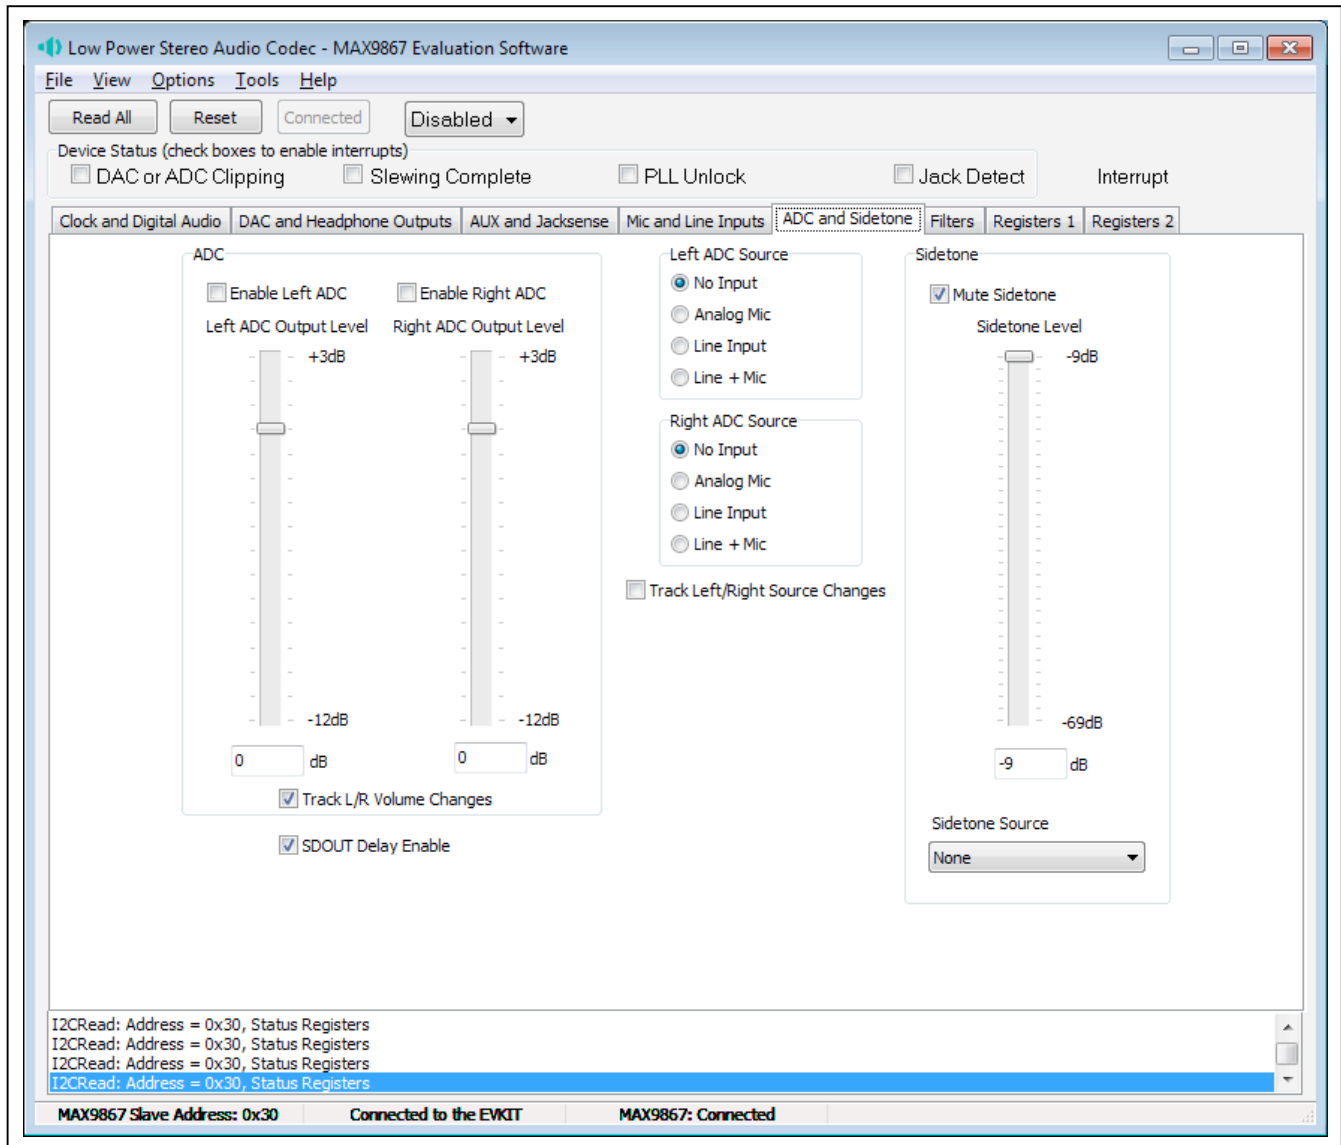 Low Power Stereo Audio Codec - MAX9867 Evaluation Software
File View Options Tools Help
Read All Reset Connected Disabled
Device Status (check boxes to enable interrupts)
DAC or ADC Clipping Slewing Complete PLL Unlock Jack Detect Interrupt
Clock and Digital Audio DAC and Headphone Outputs AUX and Jacksense Mic and Line Inputs ADC and Sidetone Filters Registers 1 Registers 2
ADC
Enable Left ADC Enable Right ADC
Left ADC Output Level Right ADC Output Level
+3dB +3dB
-12dB -12dB
0 dB 0 dB
Track L/R Volume Changes
SDOUT Delay Enable
Left ADC Source
No Input
Analog Mic
Line Input
Line + Mic
Right ADC Source
No Input
Analog Mic
Line Input
Line + Mic
Track Left/Right Source Changes
Sidetone
Mute Sidetone
Sidetone Level
-9dB
-69dB
-9 dB
Sidetone Source
None
I2CRead: Address = 0x30, Status Registers
I2CRead: Address = 0x30, Status Registers
I2CRead: Address = 0x30, Status Registers
I2CRead: Address = 0x30, Status Registers
MAX9867 Slave Address: 0x30 Connected to the EVKIT MAX9867: Connected